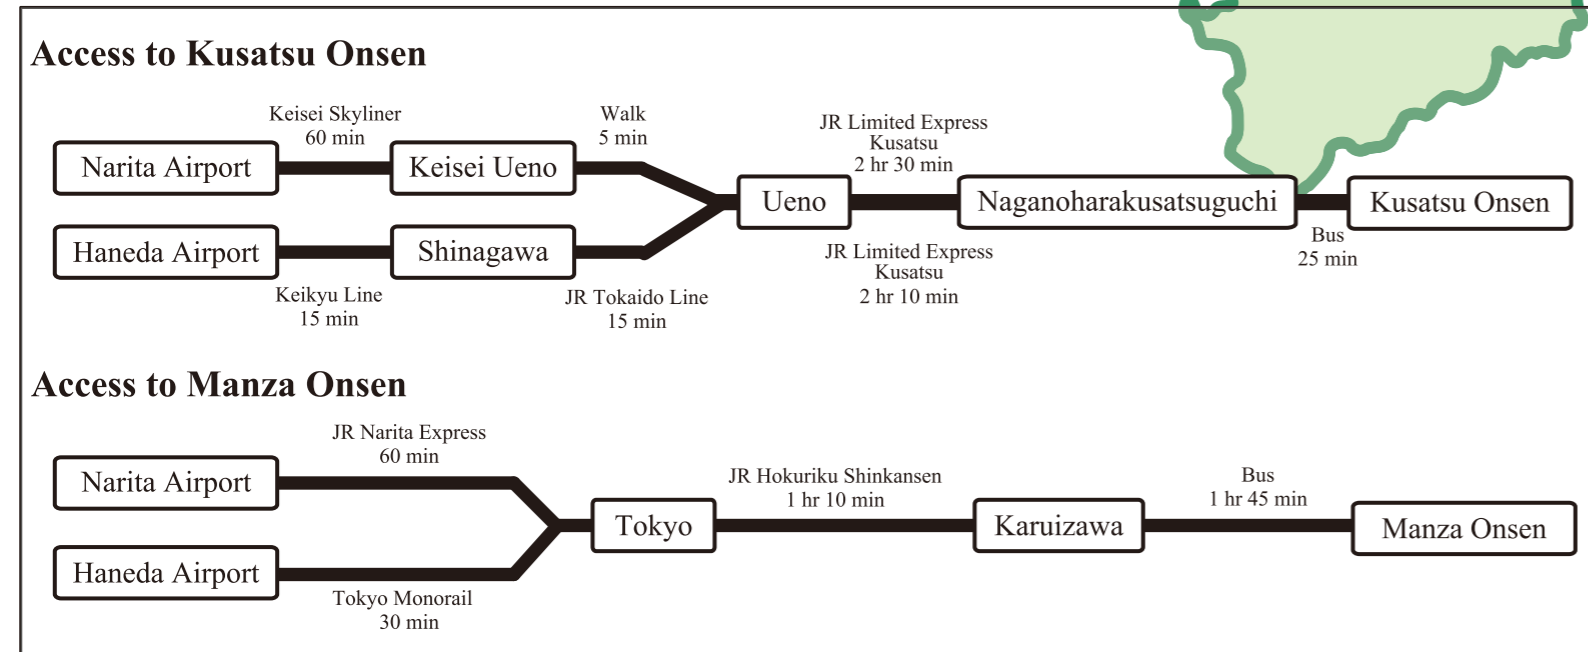 Access to Kusatsu Onsen
Keisei Skyliner
60 min
Walk
5 min
JR Limited Express
Kusatsu
2 hr 30 min
Narita Airport
Keisei Ueno
Ueno
Naganoharakusatsuguchi
Kusatsu Onsen
Haneda Airport
Shinagawa
Keikyu Line
15 min
JR Tokaido Line
15 min
JR Limited Express
Kusatsu
2 hr 10 min
Bus
25 min
Access to Manza Onsen
JR Narita Express
60 min
Narita Airport
JR Hokuriku Shinkansen
1 hr 10 min
Bus
1 hr 45 min
Tokyo
Karuizawa
Manza Onsen
Haneda Airport
Tokyo Monorail
30 min